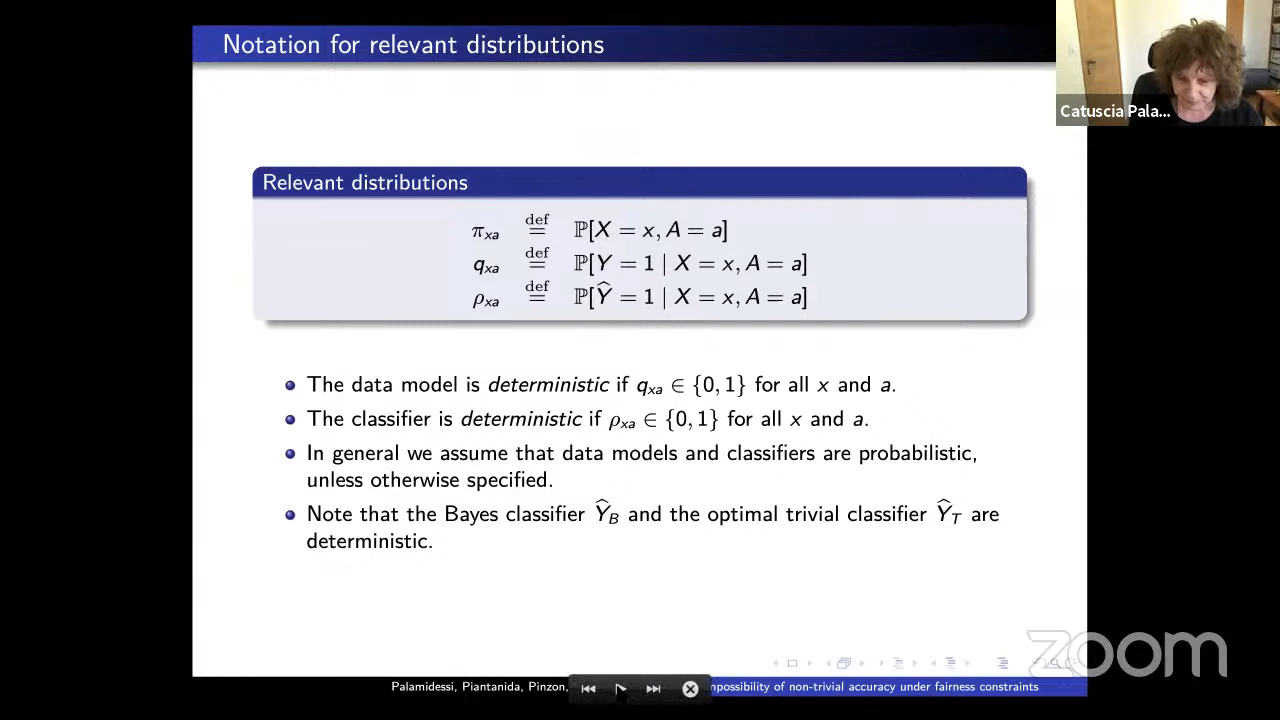 Notation for relevant distributions
Catuscia Pala...
Relevant distributions
π_xa def= ℙ[X = x, A = a]
q_xa def= ℙ[Y = 1 | X = x, A = a]
ρ_xa def= ℙ[Ŷ = 1 | X = x, A = a]
The data model is deterministic if q_xa ∈ {0, 1} for all x and a.
The classifier is deterministic if ρ_xa ∈ {0, 1} for all x and a.
In general we assume that data models and classifiers are probabilistic,
unless otherwise specified.
Note that the Bayes classifier Ŷ_B and the optimal trivial classifier Ŷ_T are
deterministic.
zoom
Palamidessi, Piantanida, Pinzon, mpossibility of non-trivial accuracy under fairness constraints